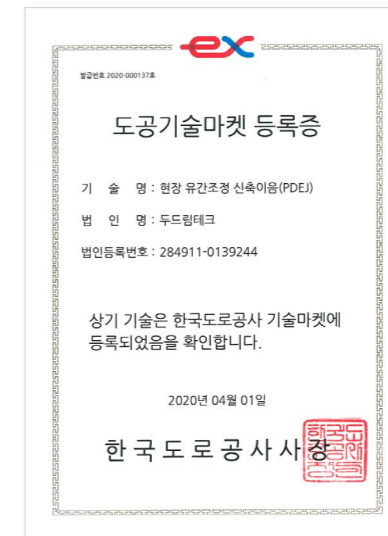 ex
발급번호 2020-000137호
도공기술마켓 등록증
기 술 명 : 현장 유간조정 신축이음(PDEJ)
법 인 명 : 두드림테크
법인등록번호 : 284911-0139244
상기 기술은 한국도로공사 기술마켓에
등록되었음을 확인합니다.
2020년 04월 01일
한국도로공사사장